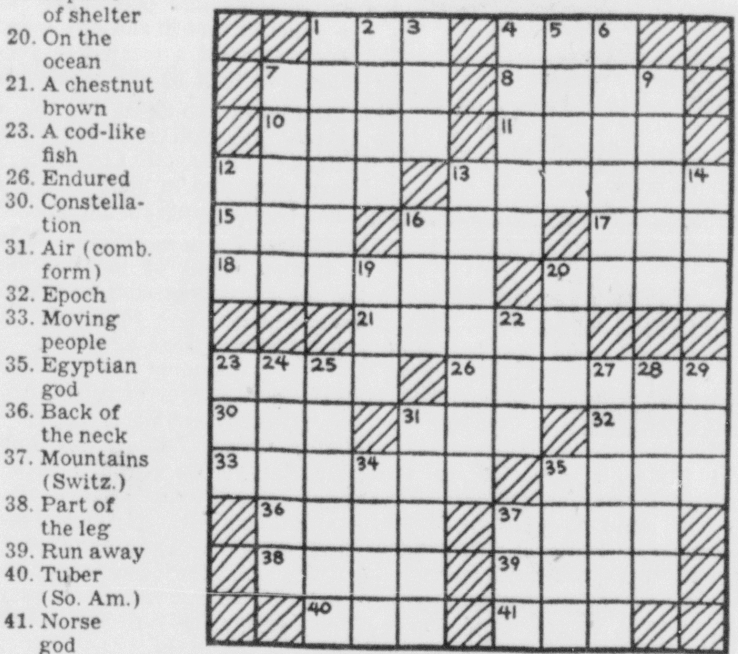 of shelter
20. On the
ocean
21. A chestnut
brown
23. A cod-like
fish
26. Endured
30. Constella-
tion
31. Air (comb.
form)
32. Epoch
33. Moving
people
35. Egyptian
god
36. Back of
the neck
37. Mountains
(Switz.)
38. Part of
the leg
39. Run away
40. Tuber
(So. Am.)
41. Norse
god
1 2 3 4 5 6
7 8 9
10 11
12 13 14
15 16 17
18 19 20
21 22
23 24 25 26 27 28 29
30 31 32
33 34 35
36 37
38 39
40 41